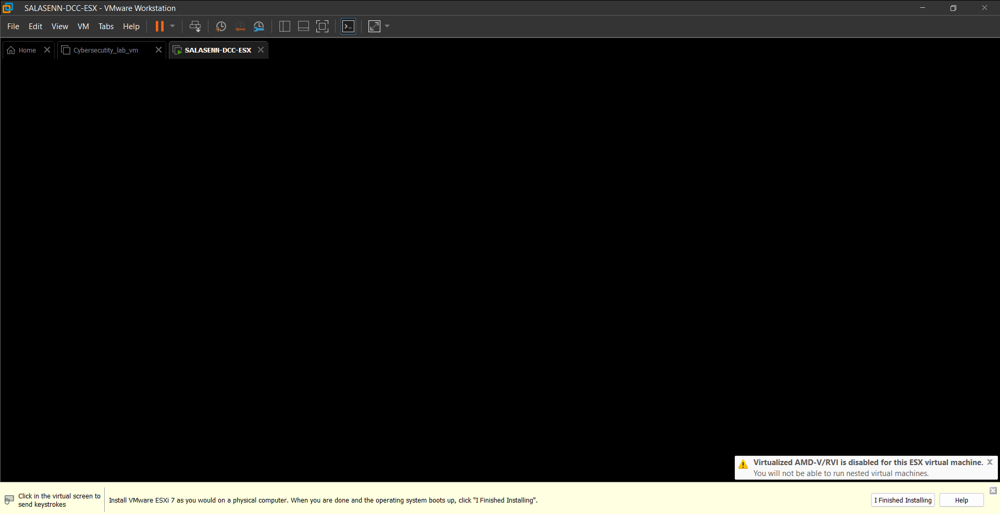 SALASENN-DCC-ESX - VMware Workstation
File Edit View VM Tabs Help
Home Cybersecutity_lab_vm SALASENN-DCC-ESX
Virtualized AMD-V/RVI is disabled for this ESX virtual machine.
You will not be able to run nested virtual machines.
Click in the virtual screen to
send keystrokes
Install VMware ESXi 7 as you would on a physical computer. When you are done and the operating system boots up, click "I Finished Installing".
I Finished Installing Help